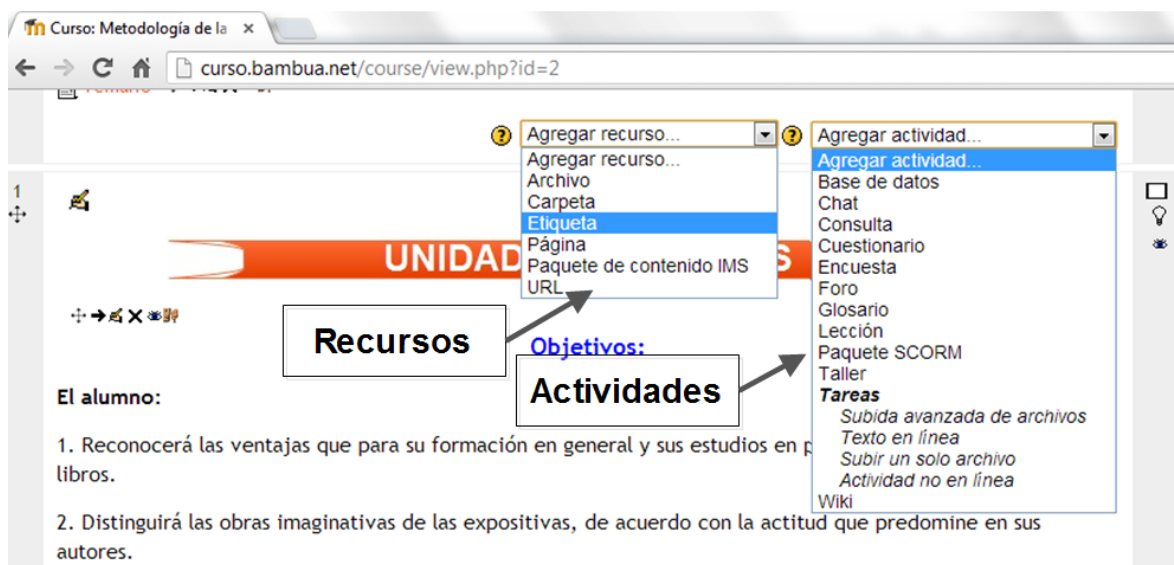 Curso: Metodología de la
curso.bambua.net/course/view.php?id=2
Agregar recurso...
Agregar recurso...
Archivo
Carpeta
Etiqueta
Página
Paquete de contenido IMS
URL
Agregar actividad...
Agregar actividad...
Base de datos
Chat
Consulta
Cuestionario
Encuesta
Foro
Glosario
Lección
Paquete SCORM
Taller
Tareas
Subida avanzada de archivos
Texto en línea
Subir un solo archivo
Actividad no en línea
Wiki
1
UNIDAD
Recursos
Actividades
Objetivos:
El alumno:
1. Reconocerá las ventajas que para su formación en general y sus estudios en
libros.
2. Distinguirá las obras imaginativas de las expositivas, de acuerdo con la actitud que predomine en sus
autores.